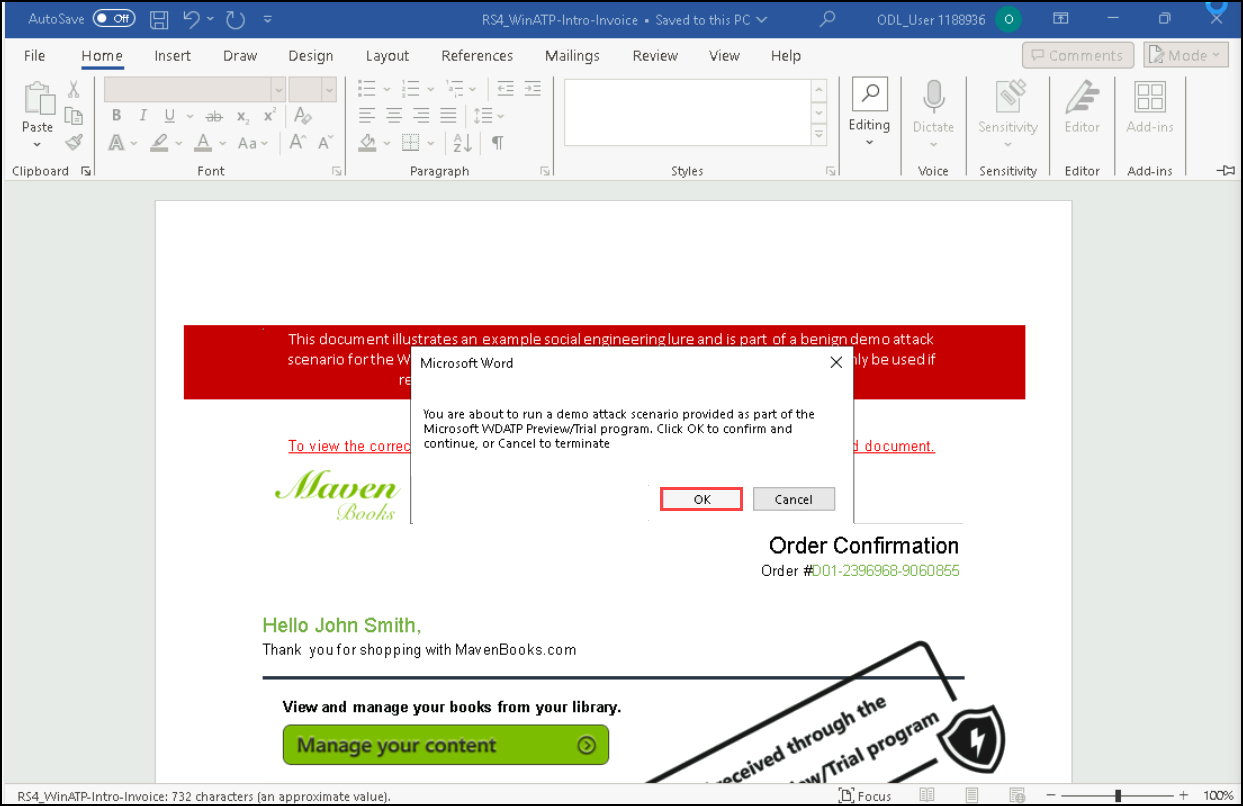 AutoSave Off RS4_WinATP-Intro-Invoice • Saved to this PC ODL_User 1188936 O
File Home Insert Draw Design Layout References Mailings Review View Help Comments Mode
Paste
B I U ab x2 x2 A
A A Aa A A
A Z
Editing Dictate Sensitivity Editor Add-ins
Clipboard Font Paragraph Styles Voice Sensitivity Editor Add-ins
This document illustrates an example social engineering lure and is part of a benign demo attack
scenario for the W nly be used if
re
Microsoft Word
You are about to run a demo attack scenario provided as part of the
Microsoft WDATP Preview/Trial program. Click OK to confirm and
continue, or Cancel to terminate
OK Cancel
To view the correc d document.
Maven
Books
Order Confirmation
Order #D01-2396968-9060855
Hello John Smith,
Thank you for shopping with MavenBooks.com
View and manage your books from your library.
Manage your content
eceived through the
w/Trial program
RS4_WinATP-Intro-Invoice: 732 characters (an approximate value). Focus 100%